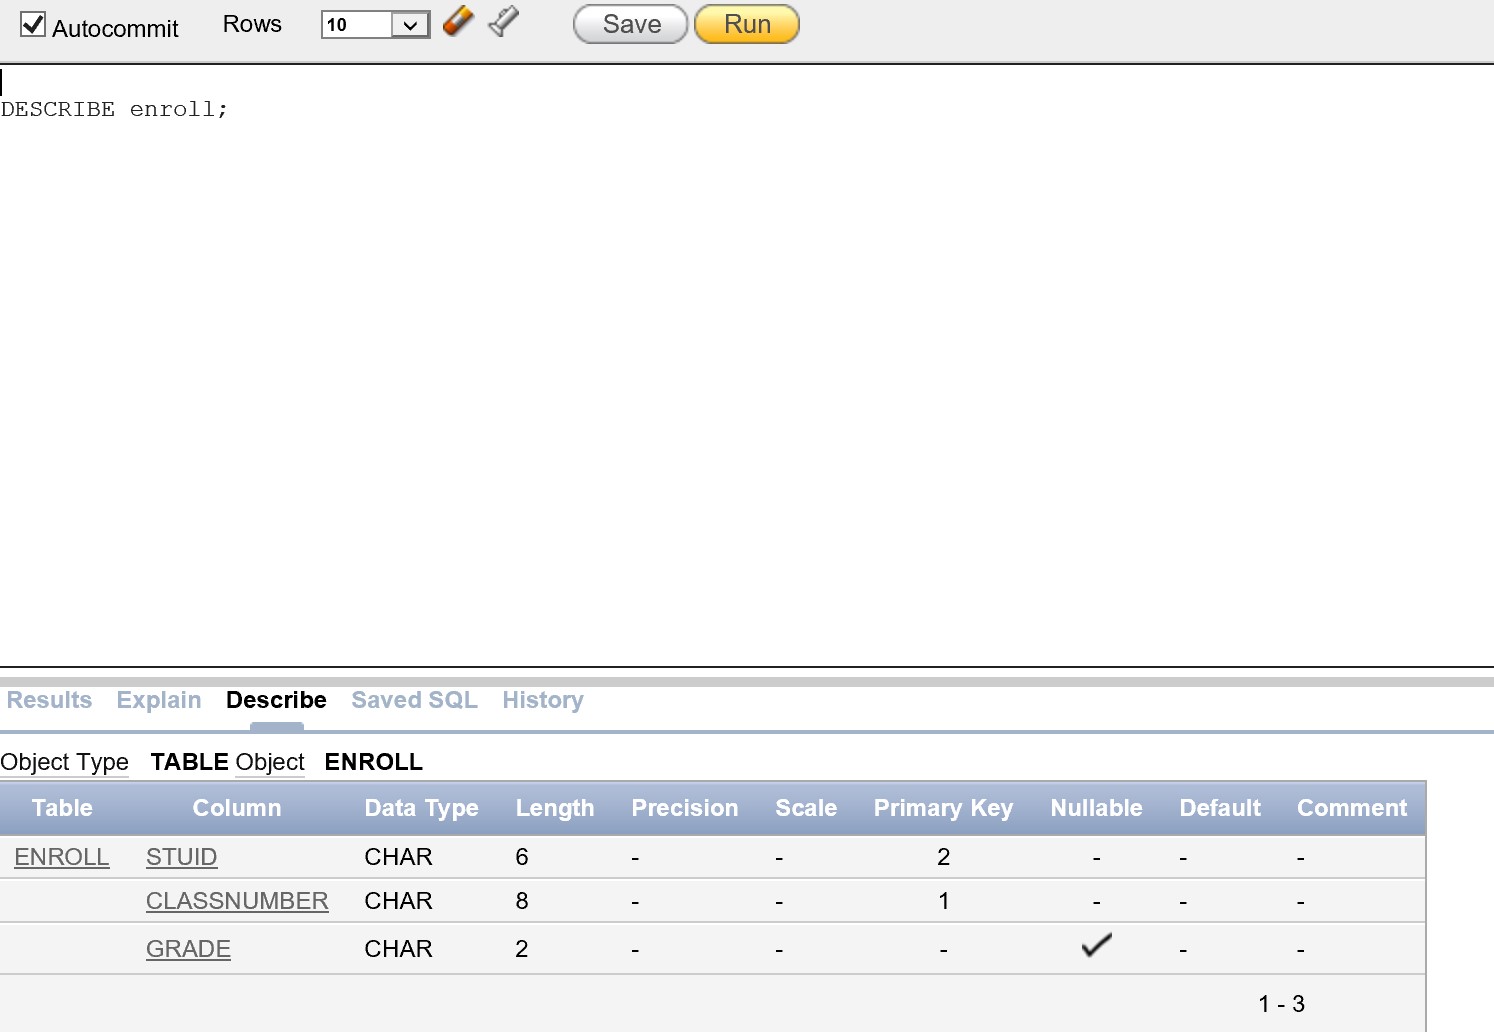 Autocommit Rows 10 Save Run
DESCRIBE enroll;
Results Explain Describe Saved SQL History
Object Type TABLE Object ENROLL
Table Column Data Type Length Precision Scale Primary Key Nullable Default Comment
ENROLL STUID CHAR 6 - - 2 - - -
CLASSNUMBER CHAR 8 - - 1 - - -
GRADE CHAR 2 - - - - -
1 - 3